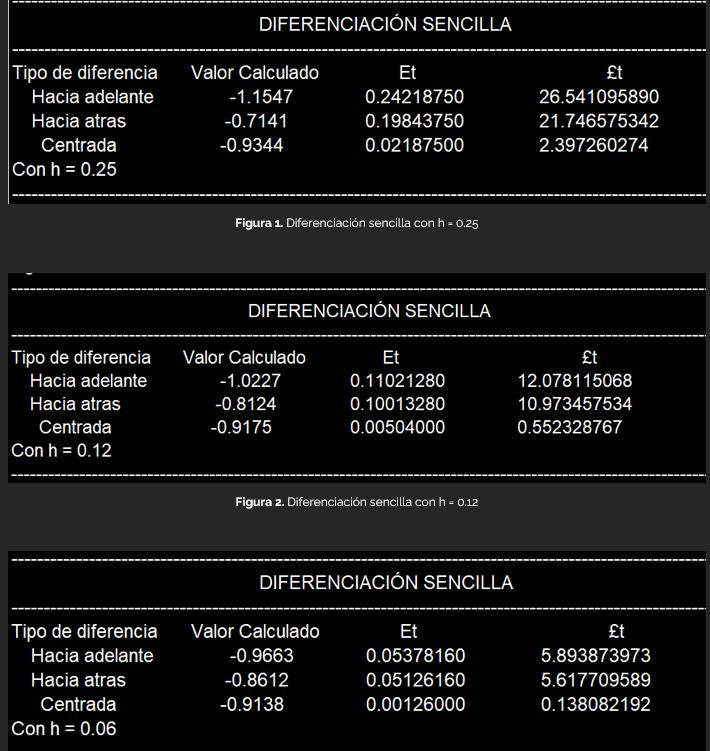 DIFERENCIACIÓN SENCILLA
Tipo de diferencia Valor Calculado Et £t
Hacia adelante -1.1547 0.24218750 26.541095890
Hacia atras -0.7141 0.19843750 21.746575342
Centrada -0.9344 0.02187500 2.397260274
Con h = 0.25
Figura 1. Diferenciación sencilla con h = 0.25
DIFERENCIACIÓN SENCILLA
Tipo de diferencia Valor Calculado Et £t
Hacia adelante -1.0227 0.11021280 12.078115068
Hacia atras -0.8124 0.10013280 10.973457534
Centrada -0.9175 0.00504000 0.552328767
Con h = 0.12
Figura 2. Diferenciación sencilla con h = 0.12
DIFERENCIACIÓN SENCILLA
Tipo de diferencia Valor Calculado Et £t
Hacia adelante -0.9663 0.05378160 5.893873973
Hacia atras -0.8612 0.05126160 5.617709589
Centrada -0.9138 0.00126000 0.138082192
Con h = 0.06